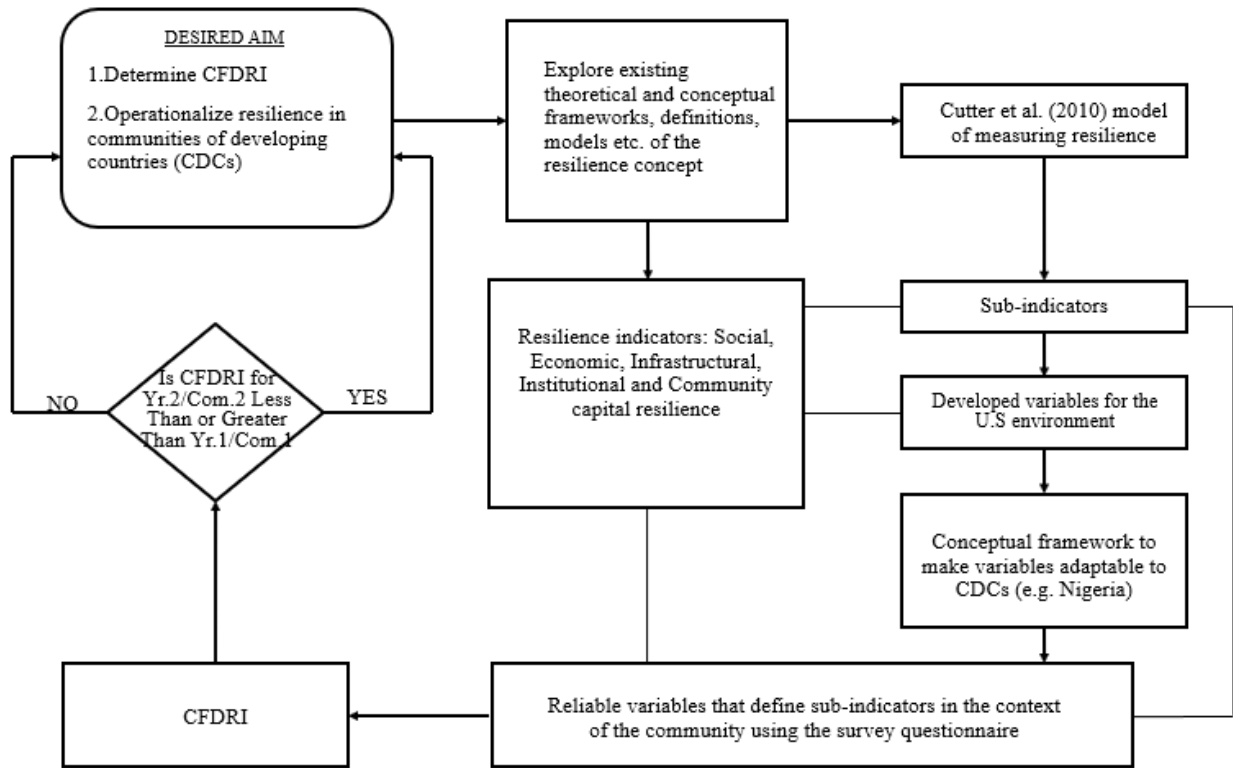 DESIRED AIM
1.Determine CFDRI
2.Operationalize resilience in
communities of developing
countries (CDCs)
Explore existing
theoretical and conceptual
frameworks, definitions,
models etc. of the
resilience concept
Cutter et al. (2010) model
of measuring resilience
Resilience indicators: Social,
Economic, Infrastructural,
Institutional and Community
capital resilience
Sub-indicators
Developed variables for the
U.S environment
Conceptual framework to
make variables adaptable to
CDCs (e.g. Nigeria)
Reliable variables that define sub-indicators in the context
of the community using the survey questionnaire
CFDRI
Is CFDRI for
Yr.2/Com.2 Less
Than or Greater
Than Yr.1/Com.1
NO
YES